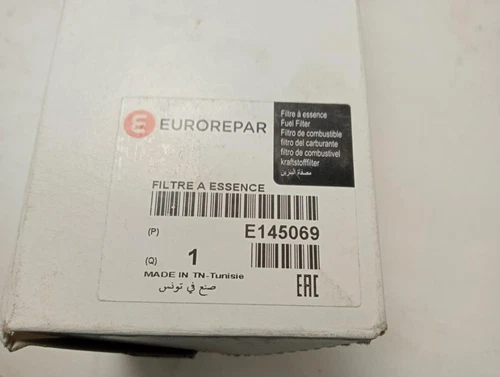 EUROREPAR
Filtre à essence
Fuel Filter
Filtro de combustible
filtro del carburante
filtro de combustivel
kraftstofffilter
مصفاة البنزين
FILTRE A ESSENCE
(P) E145069
(Q) 1
MADE IN TN-Tunisie
صنع في تونس
EAC